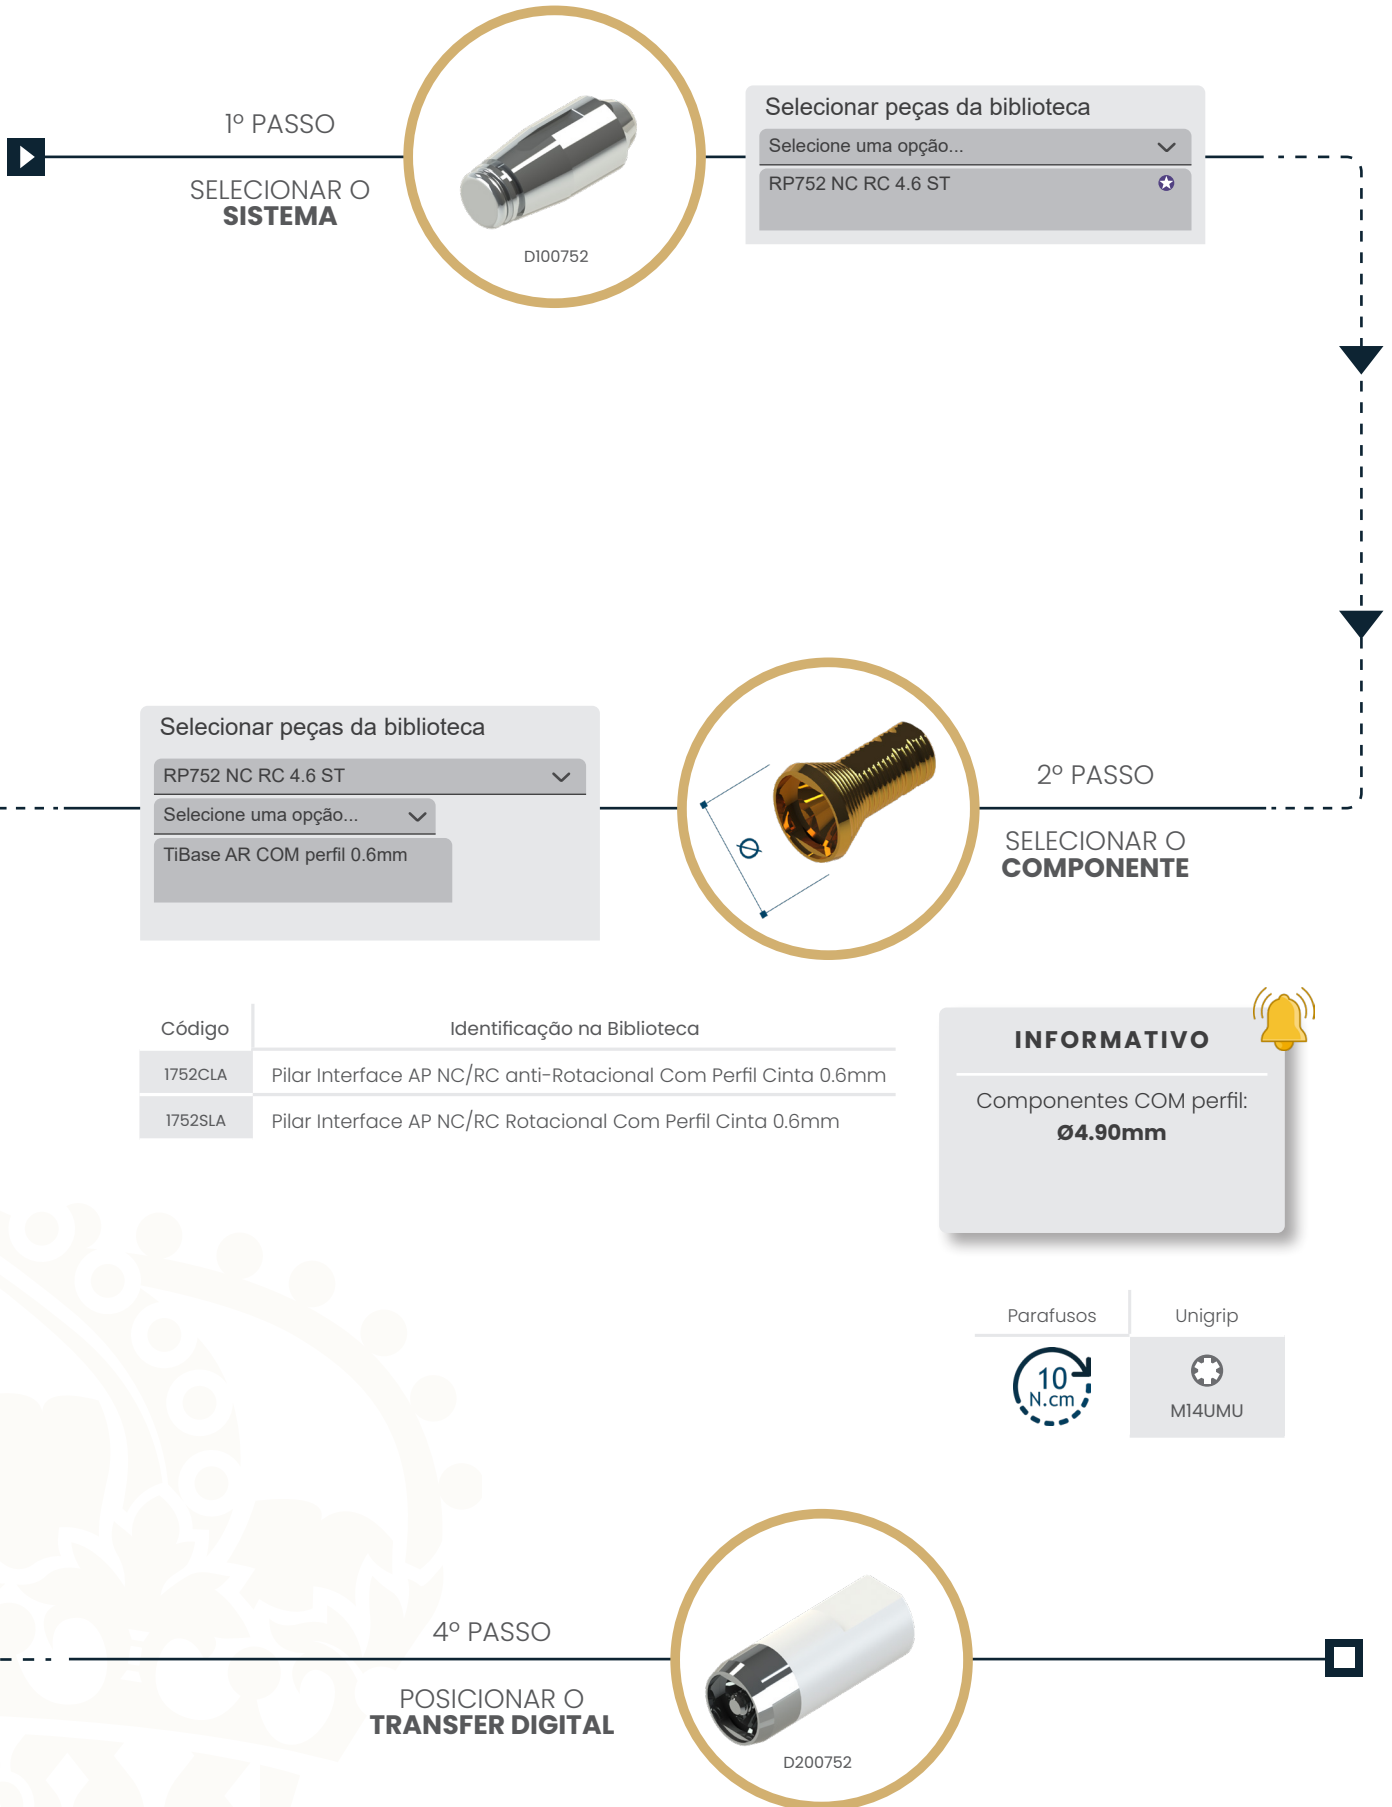 1º PASSO
SELECIONAR O
SISTEMA
D100752
Selecionar peças da biblioteca
Selecione uma opção...
RP752 NC RC 4.6 ST
Selecionar peças da biblioteca
RP752 NC RC 4.6 ST
Selecione uma opção...
TiBase AR COM perfil 0.6mm
Ø
2º PASSO
SELECIONAR O
COMPONENTE
Código Identificação na Biblioteca
1752CLA Pilar Interface AP NC/RC anti-Rotacional Com Perfil Cinta 0.6mm
1752SLA Pilar Interface AP NC/RC Rotacional Com Perfil Cinta 0.6mm
INFORMATIVO
Componentes COM perfil:
Ø4.90mm
Parafusos Unigrip
10
N.cm
M14UMU
4º PASSO
POSICIONAR O
TRANSFER DIGITAL
D200752